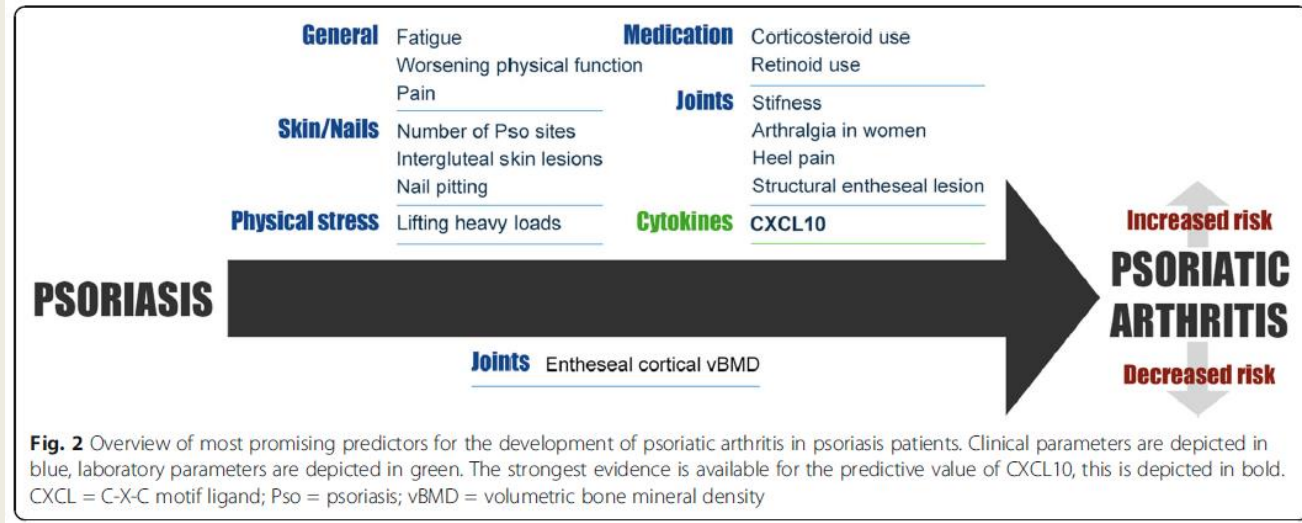 General Fatigue
Worsening physical function
Pain
Skin/Nails Number of Pso sites
Intergluteal skin lesions
Nail pitting
Physical stress Lifting heavy loads
Medication Corticosteroid use
Retinoid use
Joints Stifness
Arthralgia in women
Heel pain
Structural entheseal lesion
Cytokines CXCL10
PSORIASIS
Increased risk
PSORIATIC
ARTHRITIS
Decreased risk
Joints Entheseal cortical vBMD
Fig. 2 Overview of most promising predictors for the development of psoriatic arthritis in psoriasis patients. Clinical parameters are depicted in
blue, laboratory parameters are depicted in green. The strongest evidence is available for the predictive value of CXCL10, this is depicted in bold.
CXCL = C-X-C motif ligand; Pso = psoriasis; vBMD = volumetric bone mineral density